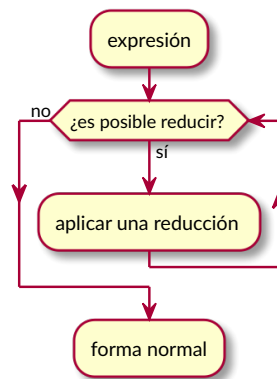 expresión
no
¿es posible reducir?
sí
aplicar una reducción
forma normal